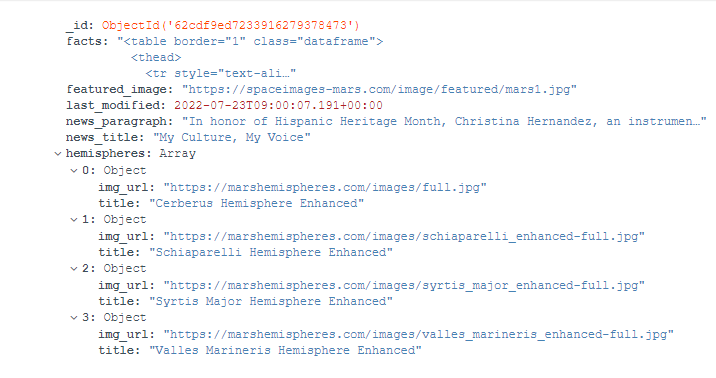 _id: ObjectId('62cdf9ed7233916279378473')
facts: "<table border="1" class="dataframe">
<thead>
<tr style="text-ali…"
featured_image: "https://spaceimages-mars.com/image/featured/mars1.jpg"
last_modified: 2022-07-23T09:00:07.191+00:00
news_paragraph: "In honor of Hispanic Heritage Month, Christina Hernandez, an instrumen…"
news_title: "My Culture, My Voice"
hemispheres: Array
0: Object
img_url: "https://marshemispheres.com/images/full.jpg"
title: "Cerberus Hemisphere Enhanced"
1: Object
img_url: "https://marshemispheres.com/images/schiaparelli_enhanced-full.jpg"
title: "Schiaparelli Hemisphere Enhanced"
2: Object
img_url: "https://marshemispheres.com/images/syrtis_major_enhanced-full.jpg"
title: "Syrtis Major Hemisphere Enhanced"
3: Object
img_url: "https://marshemispheres.com/images/valles_marineris_enhanced-full.jpg"
title: "Valles Marineris Hemisphere Enhanced"